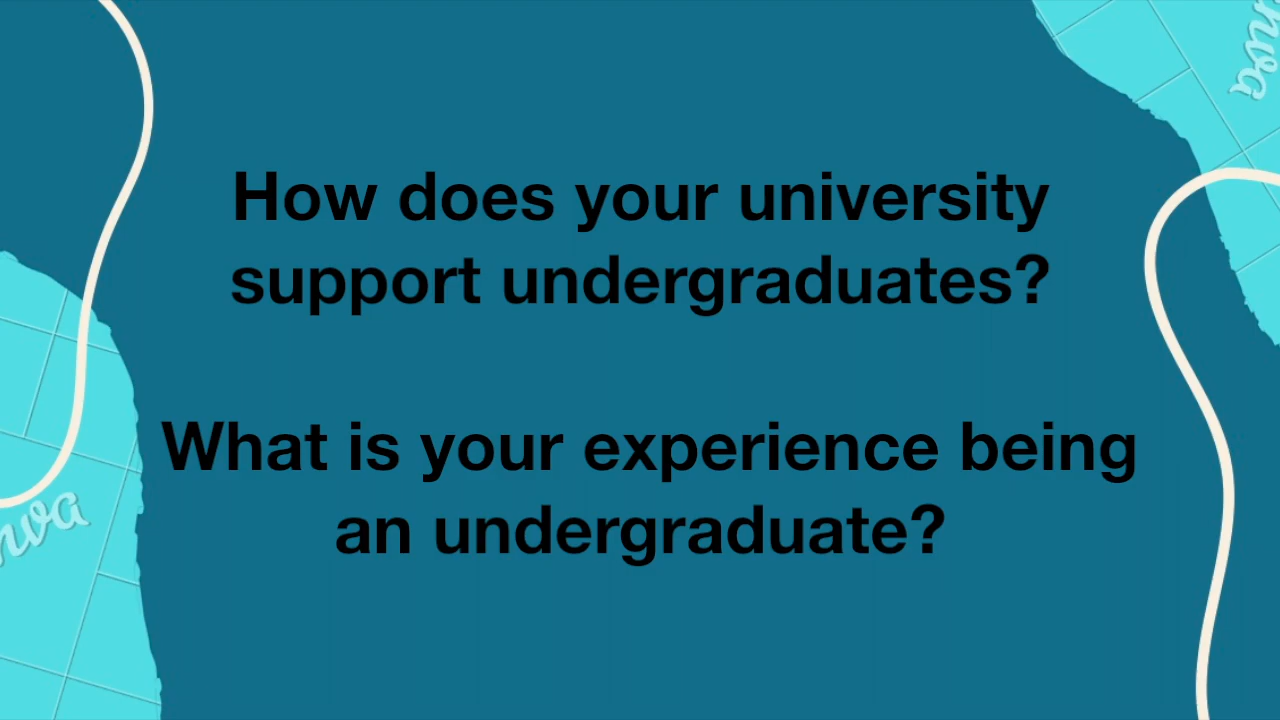 How does your university
support undergraduates?
What is your experience being
an undergraduate?